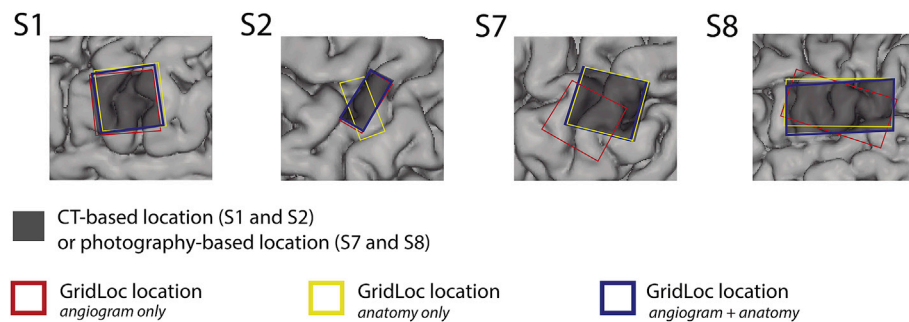 S1
S2
S7
S8
CT-based location (S1 and S2)
or photography-based location (S7 and S8)
GridLoc location
angiogram only
GridLoc location
anatomy only
GridLoc location
angiogram + anatomy